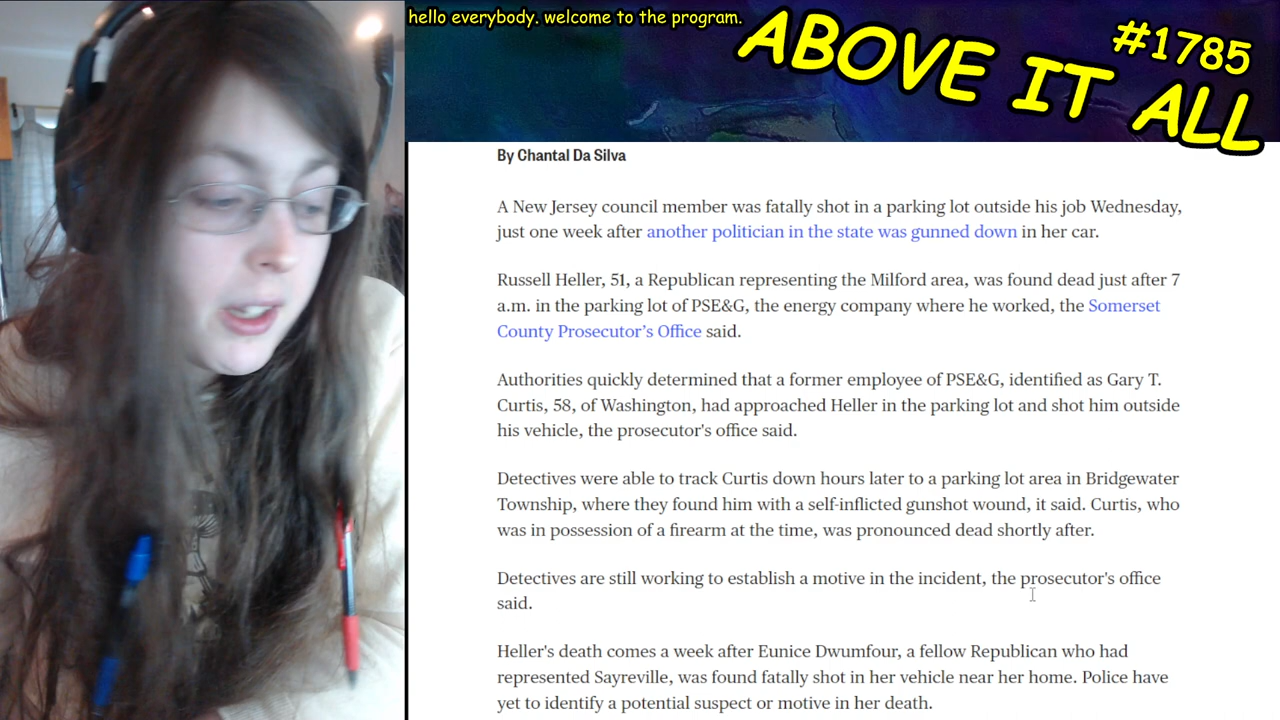 hello everybody. welcome to the program.
ABOVE IT ALL
#1785
By Chantal Da Silva
A New Jersey council member was fatally shot in a parking lot outside his job Wednesday,
just one week after another politician in the state was gunned down in her car.
Russell Heller, 51, a Republican representing the Milford area, was found dead just after 7
a.m. in the parking lot of PSE&G, the energy company where he worked, the Somerset
County Prosecutor's Office said.
Authorities quickly determined that a former employee of PSE&G, identified as Gary T.
Curtis, 58, of Washington, had approached Heller in the parking lot and shot him outside
his vehicle, the prosecutor's office said.
Detectives were able to track Curtis down hours later to a parking lot area in Bridgewater
Township, where they found him with a self-inflicted gunshot wound, it said. Curtis, who
was in possession of a firearm at the time, was pronounced dead shortly after.
Detectives are still working to establish a motive in the incident, the prosecutor's office
said.
Heller's death comes a week after Eunice Dwumfour, a fellow Republican who had
represented Sayreville, was found fatally shot in her vehicle near her home. Police have
yet to identify a potential suspect or motive in her death.